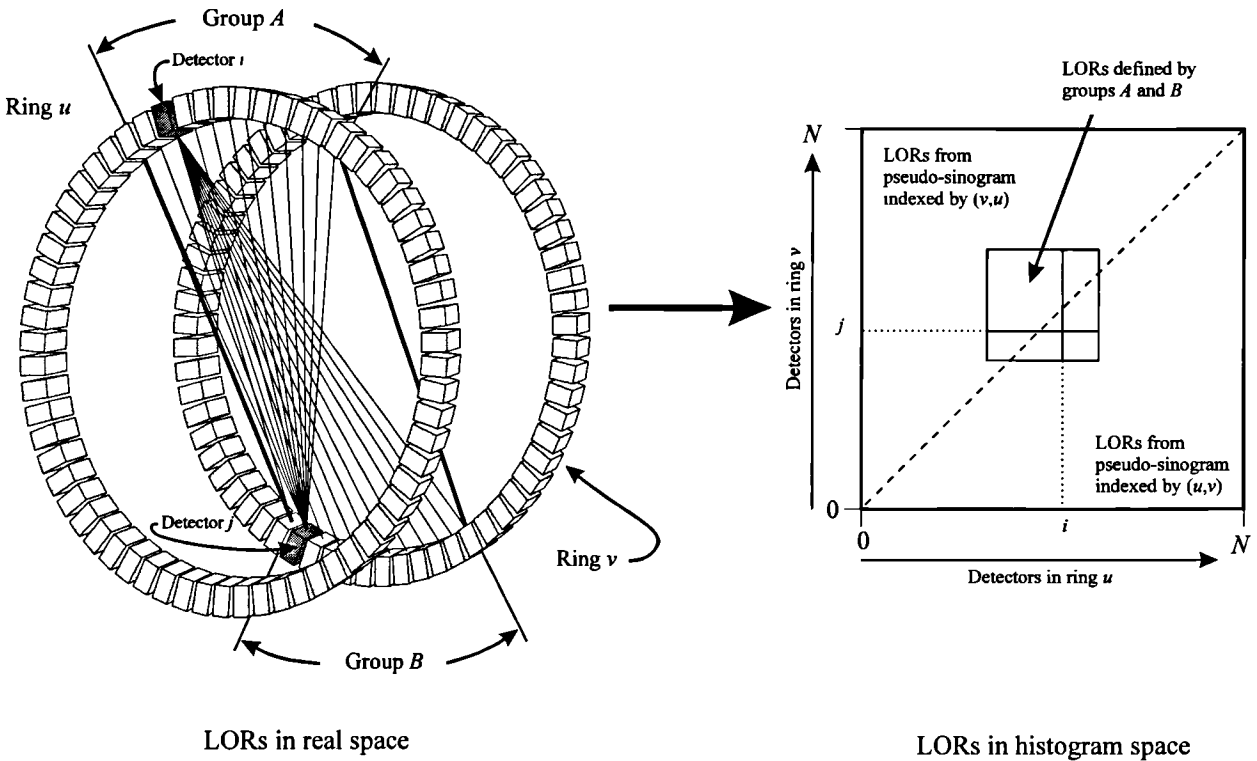 Group A
Detector ı
Ring u
Detector j
Ring v
Group B
LORs in real space
LORs defined by
groups A and B
N
LORs from
pseudo-sinogram
indexed by (v,u)
Detectors in ring v
j
LORs from
pseudo-sinogram
indexed by (u,v)
0
i
0
N
Detectors in ring u
LORs in histogram space